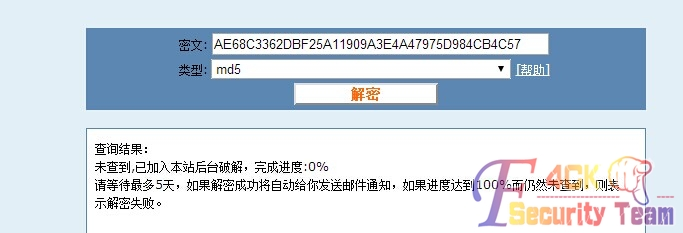 密文: AE68C3362DBF25A11909A3E4A47975D984CB4C57
类型: md5 [帮助]
解密
查询结果:
未查到,已加入本站后台破解，完成进度:0%
请等待最多5天，如果解密成功将自动给你发送邮件通知，如果进度达到100%而仍然未查到，则表
示解密失败。
F4CK
Security Team